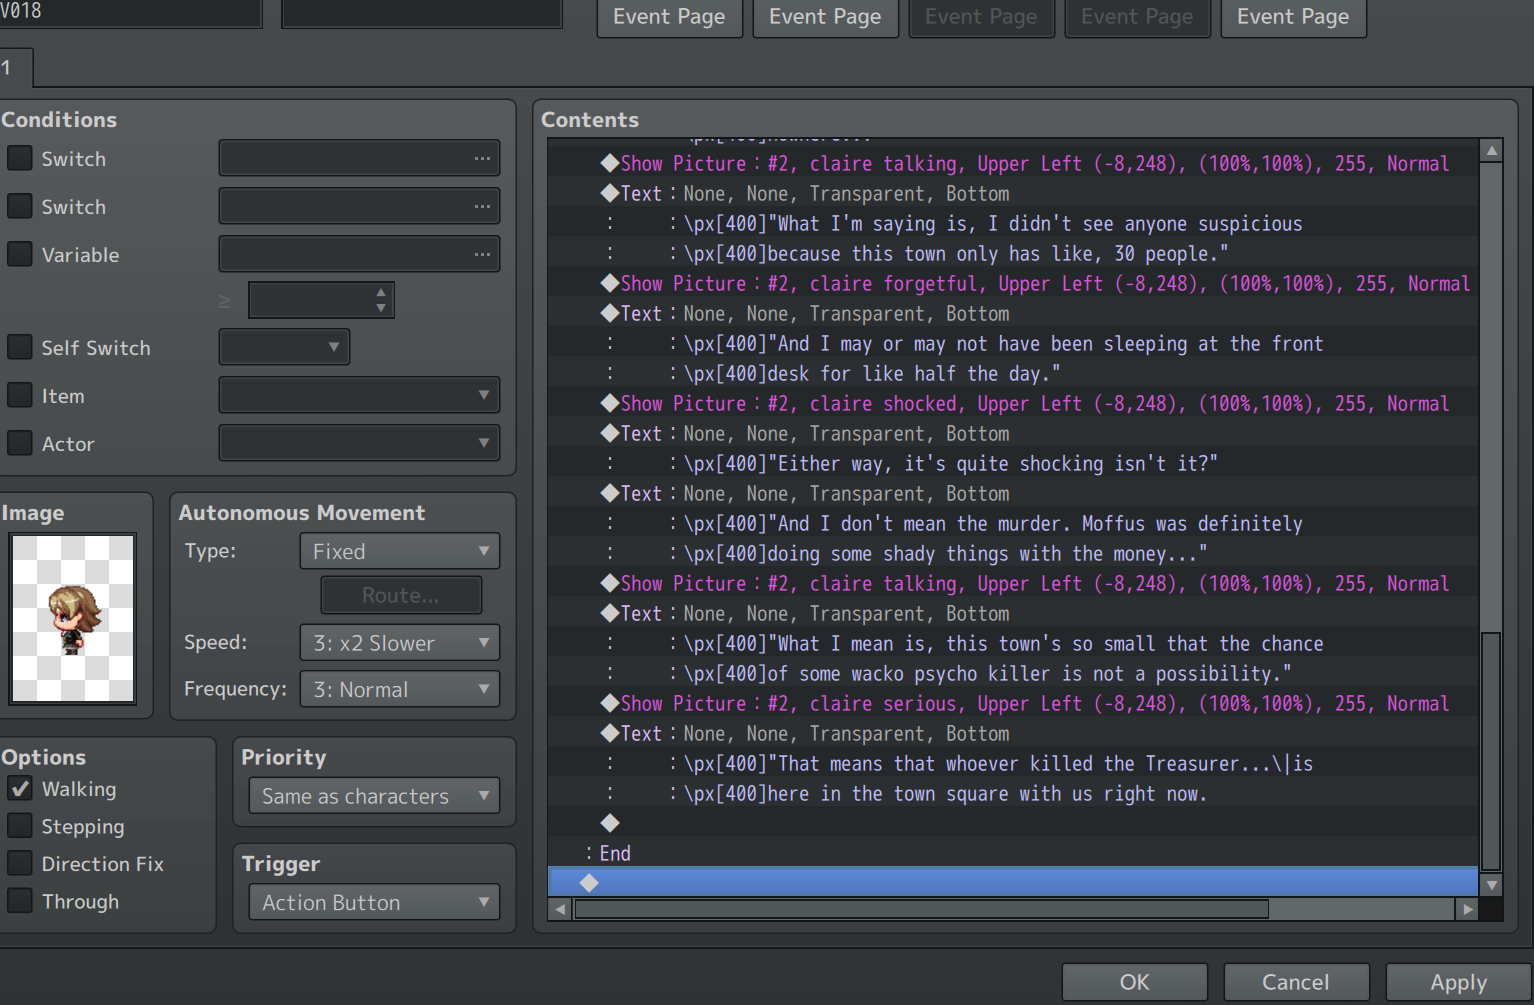 V018
Event Page
Event Page
Event Page
Event Page
Event Page
1
Conditions
Switch
...
Switch
...
Variable
...
≥
Self Switch
Item
Actor
Image
Autonomous Movement
Type:
Fixed
Route...
Speed:
3: x2 Slower
Frequency:
3: Normal
Options
Walking
Stepping
Direction Fix
Through
Priority
Same as characters
Trigger
Action Button
Contents
◆Show Picture : #2, claire talking, Upper Left (-8,248), (100%,100%), 255, Normal
◆Text : None, None, Transparent, Bottom
: : \px[400]"What I'm saying is, I didn't see anyone suspicious
: : \px[400]because this town only has like, 30 people."
◆Show Picture : #2, claire forgetful, Upper Left (-8,248), (100%,100%), 255, Normal
◆Text : None, None, Transparent, Bottom
: : \px[400]"And I may or may not have been sleeping at the front
: : \px[400]desk for like half the day."
◆Show Picture : #2, claire shocked, Upper Left (-8,248), (100%,100%), 255, Normal
◆Text : None, None, Transparent, Bottom
: : \px[400]"Either way, it's quite shocking isn't it?"
◆Text : None, None, Transparent, Bottom
: : \px[400]"And I don't mean the murder. Moffus was definitely
: : \px[400]doing some shady things with the money..."
◆Show Picture : #2, claire talking, Upper Left (-8,248), (100%,100%), 255, Normal
◆Text : None, None, Transparent, Bottom
: : \px[400]"What I mean is, this town's so small that the chance
: : \px[400]of some wacko psycho killer is not a possibility."
◆Show Picture : #2, claire serious, Upper Left (-8,248), (100%,100%), 255, Normal
◆Text : None, None, Transparent, Bottom
: : \px[400]"That means that whoever killed the Treasurer...\|is
: : \px[400]here in the town square with us right now.
◆
: End
◆
OK
Cancel
Apply